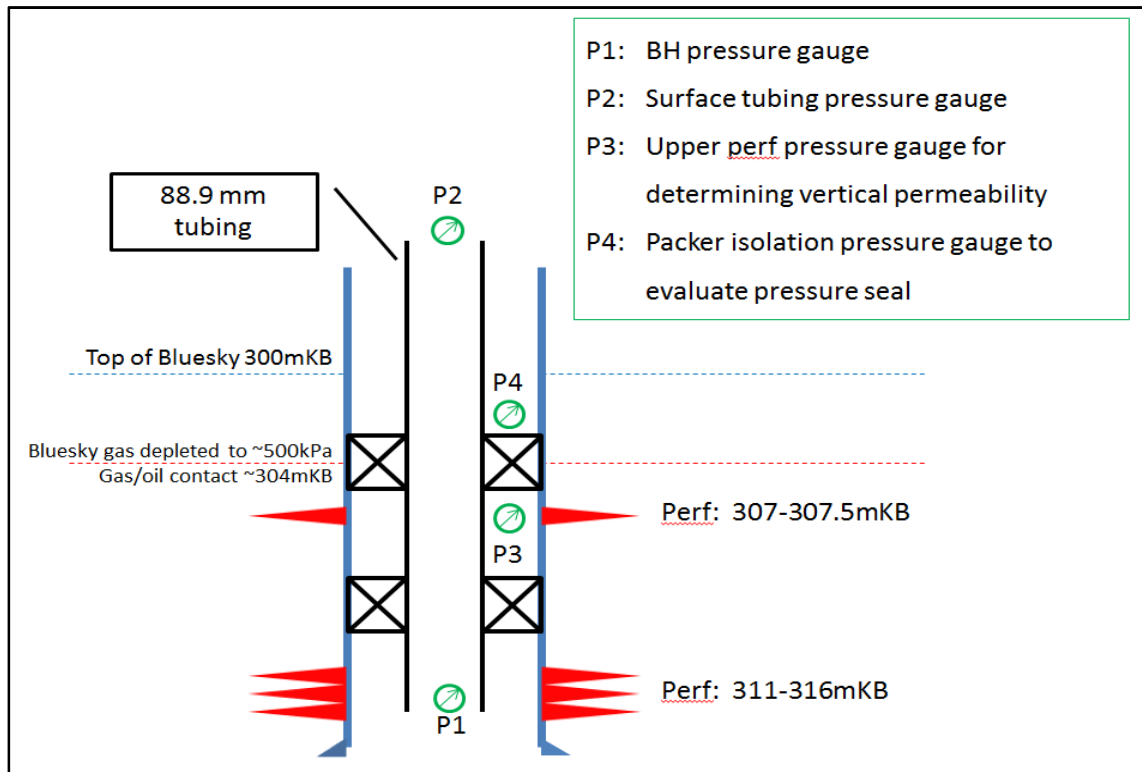 P1: BH pressure gauge
P2: Surface tubing pressure gauge
P3: Upper perf pressure gauge for
determining vertical permeability
P4: Packer isolation pressure gauge to
evaluate pressure seal
88.9 mm
tubing
P2
Top of Bluesky 300mKB
P4
Bluesky gas depleted to ~500kPa
Gas/oil contact ~304mKB
Perf: 307-307.5mKB
P3
Perf: 311-316mKB
P1